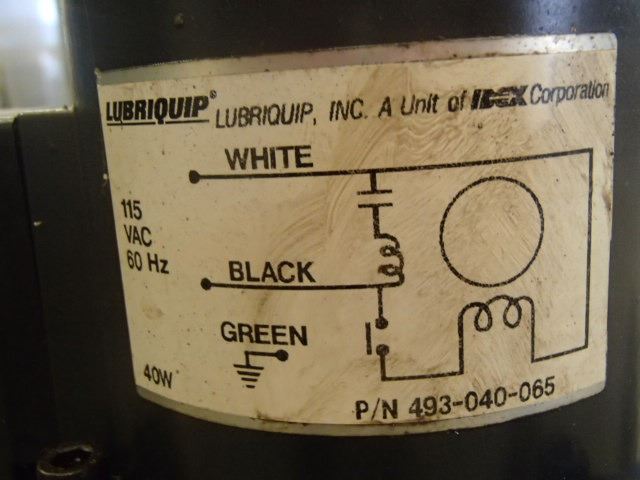 LUBRIQUIP® LUBRIQUIP, INC. A Unit of IDEX Corporation
WHITE
115
VAC
60 Hz
BLACK
GREEN
40W
P/N 493-040-065